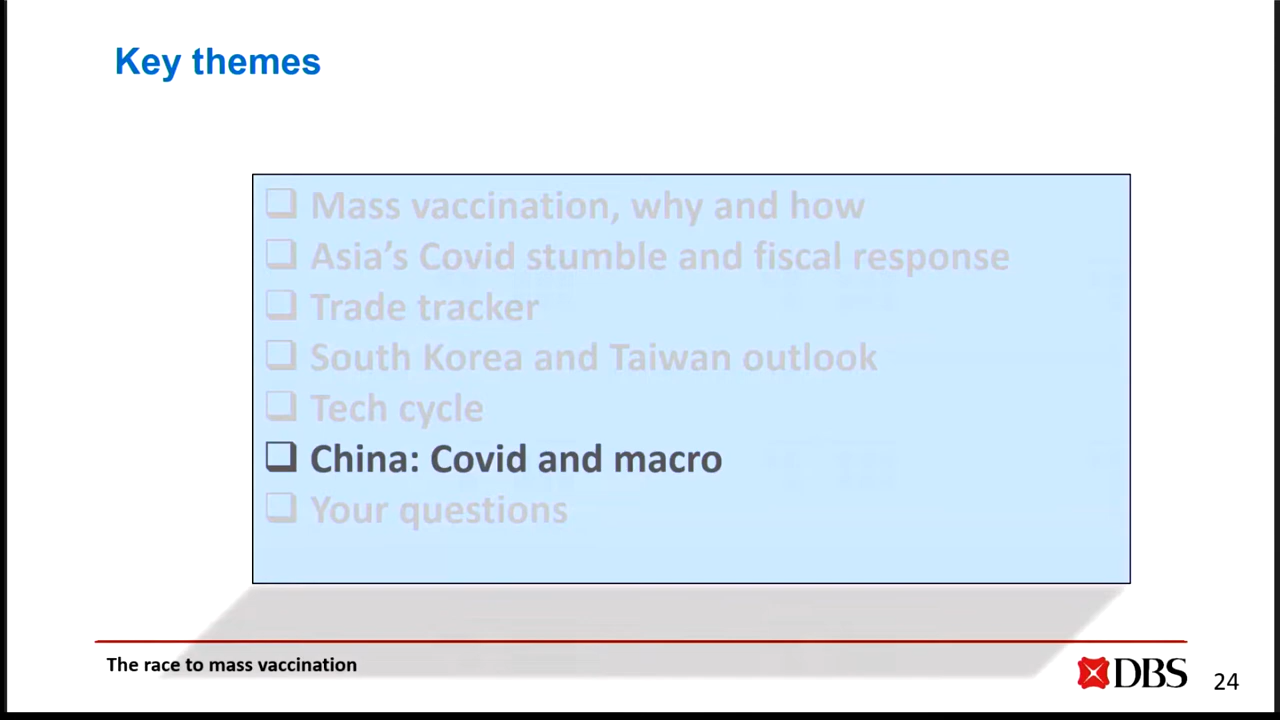 Key themes
❑ Mass vaccination, why and how
❑ Asia’s Covid stumble and fiscal response
❑ Trade tracker
❑ South Korea and Taiwan outlook
❑ Tech cycle
❑ China: Covid and macro
❑ Your questions
The race to mass vaccination
DBS
24